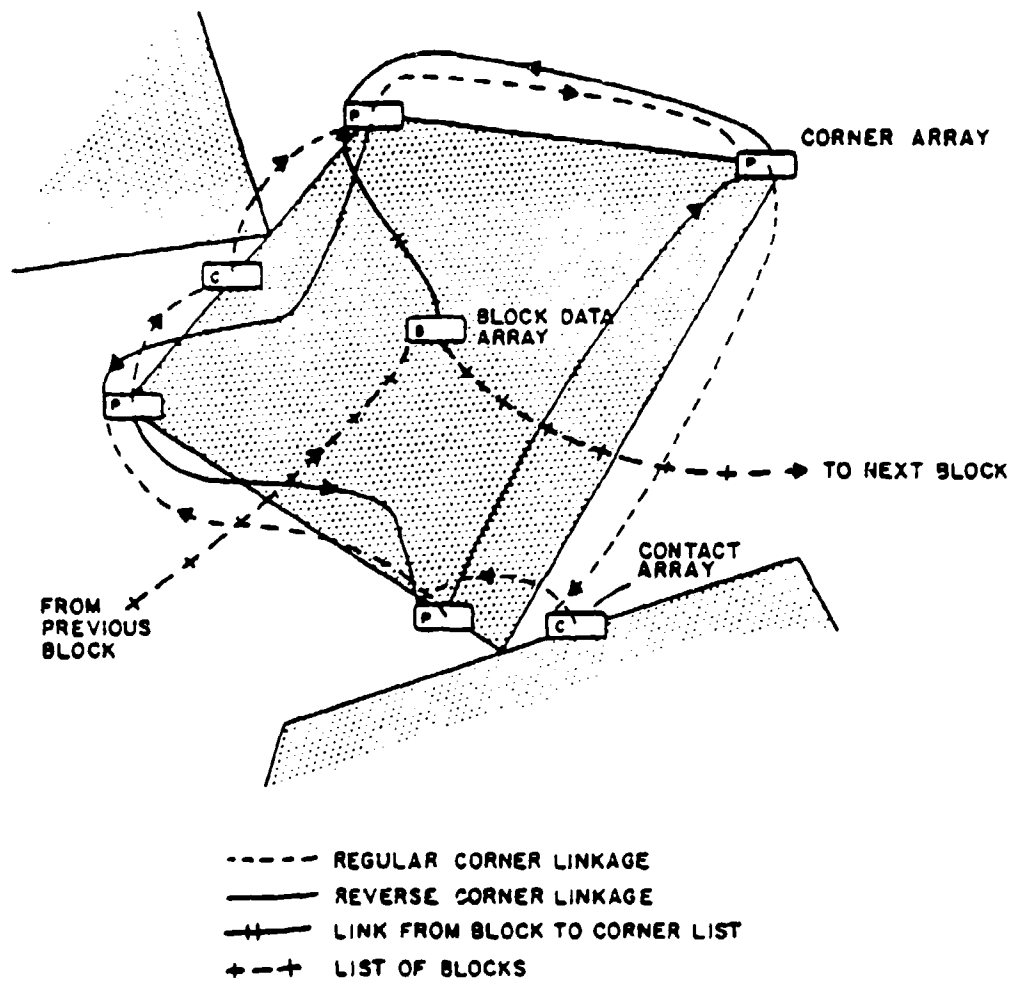 P
CORNER ARRAY
P
C
BLOCK DATA
ARRAY
B
P
TO NEXT BLOCK
CONTACT
ARRAY
FROM
PREVIOUS
BLOCK
P
C
REGULAR CORNER LINKAGE
REVERSE CORNER LINKAGE
LINK FROM BLOCK TO CORNER LIST
LIST OF BLOCKS